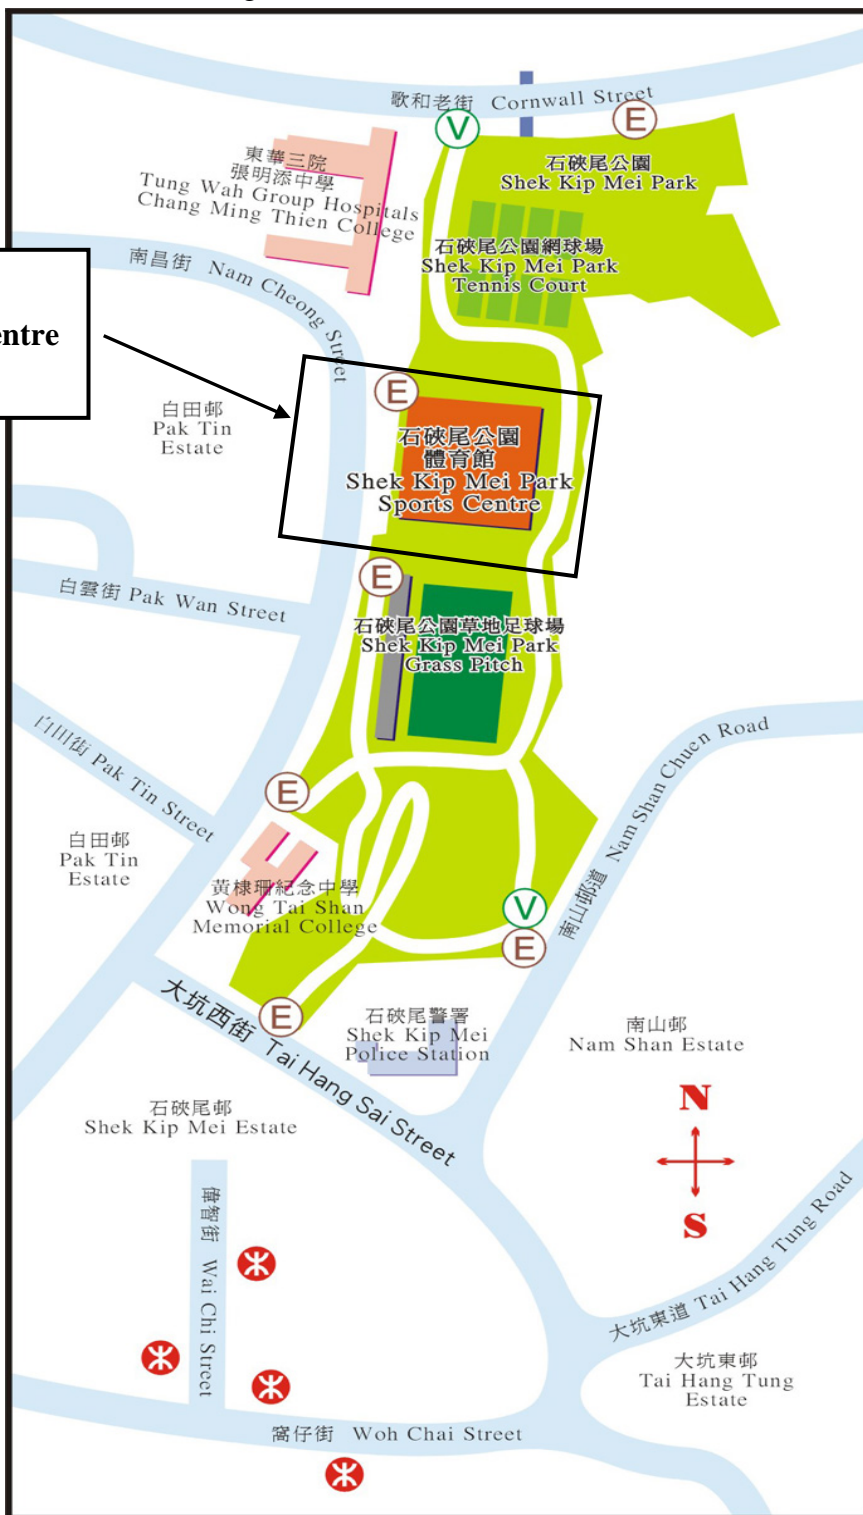 歌和老街 Cornwall Street
V
E
東華三院
張明添中學
Tung Wah Group Hospitals
Chang Ming Thien College
石硤尾公園
Shek Kip Mei Park
南昌街 Nam Cheong Street
石硤尾公園網球場
Shek Kip Mei Park
Tennis Court
entre
E
白田邨
Pak Tin
Estate
石硤尾公園
體育館
Shek Kip Mei Park
Sports Centre
E
白雲街 Pak Wan Street
石硤尾公園草地足球場
Shek Kip Mei Park
Grass Pitch
白田街 Pak Tin Street
南山邨道 Nam Shan Chuen Road
E
白田邨
Pak Tin
Estate
黃棣珊紀念中學
Wong Tai Shan
Memorial College
V
E
大坑西街 Tai Hang Sai Street
E
石硤尾警署
Shek Kip Mei
Police Station
南山邨
Nam Shan Estate
石硤尾邨
Shek Kip Mei Estate
N
S
偉智街 Wai Chi Street
大坑東道 Tai Hang Tung Road
大坑東邨
Tai Hang Tung
Estate
窩仔街 Woh Chai Street